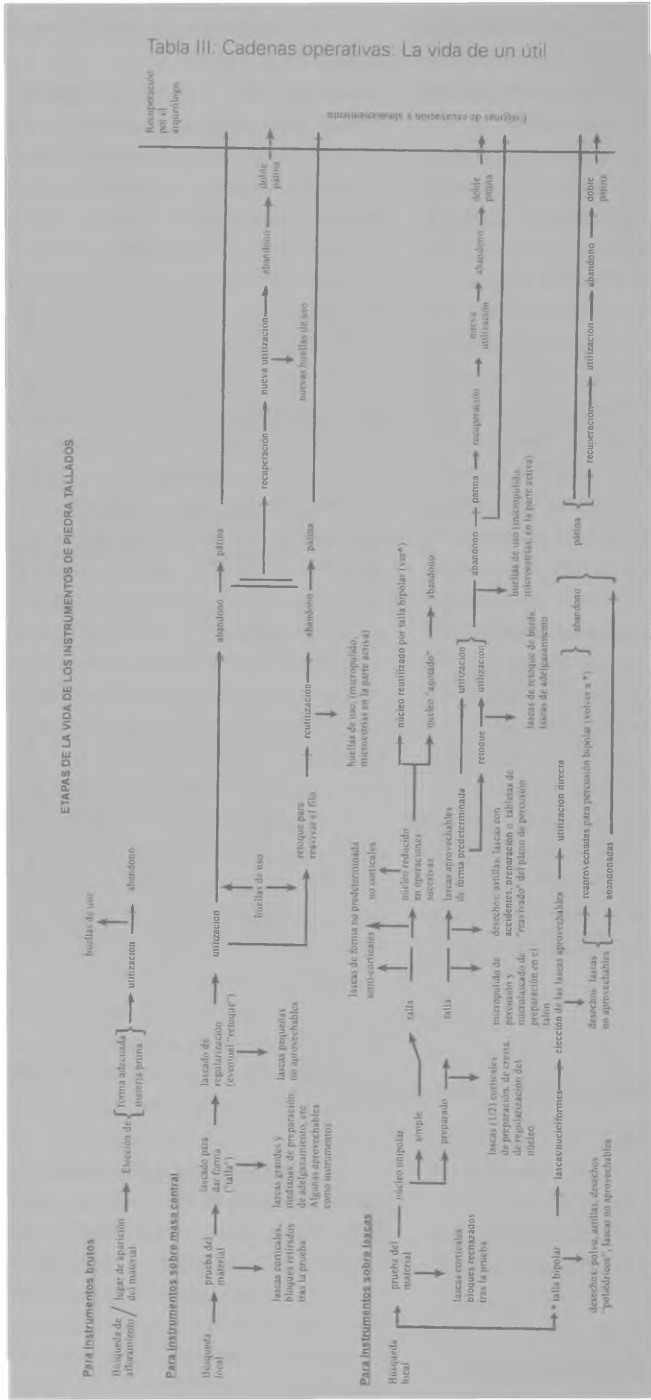 Tabla III: Cadenas operativas: La vida de un útil
ETAPAS DE LA VIDA DE LOS INSTRUMENTOS DE PIEDRA TALLADOS
Recuperación
por el
arqueólogo
Estigmas de excavación y almacenamiento
Para instrumentos brutos
Búsqueda de
afloramiento
lugar de aparición
del material
Elección de
forma adecuada
materia prima
utilización
huellas de uso
abandono
Para instrumentos sobre masa central
Búsqueda
local
prueba del
material
lascas corticales,
bloques retirados
tras la prueba
lascado para
dar forma
("talla")
lascas grandes y
medianas, de preparación,
de adelgazamiento, etc
Algunas aprovechables
como instrumentos
lascado de
regularización
(eventual "retoque")
lascas pequeñas
no aprovechables
utilización
huellas de uso
retoque para
reavivar el filo
abandono
pátina
reutilización
huellas de uso, (micropulido,
microestrías en la parte activa)
abandono
pátina
recuperación
nueva utilización
nuevas huellas de uso
abandono
doble
pátina
Para instrumentos sobre lascas
Búsqueda
local
prueba del
material
lascas corticales
bloques rechazados
tras la prueba
núcleo unipolar
simple
preparado
lascas (1/2) corticales
de preparación, de cresta,
de regularización del
núcleo
talla
lascas de forma no predeterminada
semi-corticales
no corticales
núcleo reducido
en operaciones
sucesivas
núcleo reutilizado por talla bipolar (ver*)
núcleo "agotado"
abandono
talla
micropulido de
percusión y
microlascado de
preparación en el
talón
lascas aprovechables
de forma predeterminada
desechos: astillas, lascas con
accidentes, preparación o tabletas de
"reavivado" del plano de percusión
utilización
retoque
utilización
lascas de retoque de borde,
lascas de adelgazamiento
abandono
huellas de uso (micropulido,
microestrías, en la parte activa)
pátina
recuperación
nueva
utilización
abandono
doble
pátina
* talla bipolar
desechos: polvo, astillas, desechos
"poliédricos"; lascas no aprovechables
lascas/nucleiformes
elección de las lascas aprovechables
utilización directa
desechos lascas
no aprovechables
reaprovechadas para percusión bipolar (volver a *)
abandonadas
abandono
pátina
recuperación
utilización
abandono
doble
pátina